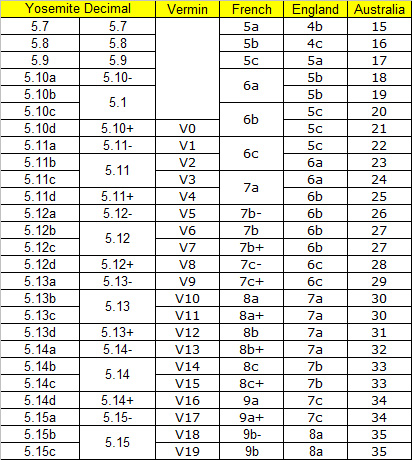 Yosemite Decimal Vermin French England Australia
5.7 5.7 5a 4b 15
5.8 5.8 5b 4c 16
5.9 5.9 5c 5a 17
5.10a 5.10- 6a 5b 18
5.10b 5.1 5b 19
5.10c 6b 5c 20
5.10d 5.10+ V0 5c 21
5.11a 5.11- V1 6c 5c 22
5.11b 5.11 V2 6a 23
5.11c V3 7a 6a 24
5.11d 5.11+ V4 6b 25
5.12a 5.12- V5 7b- 6b 26
5.12b 5.12 V6 7b 6b 27
5.12c V7 7b+ 6b 27
5.12d 5.12+ V8 7c- 6c 28
5.13a 5.13- V9 7c+ 6c 29
5.13b 5.13 V10 8a 7a 30
5.13c V11 8a+ 7a 30
5.13d 5.13+ V12 8b 7a 31
5.14a 5.14- V13 8b+ 7a 32
5.14b 5.14 V14 8c 7b 33
5.14c V15 8c+ 7b 33
5.14d 5.14+ V16 9a 7c 34
5.15a 5.15- V17 9a+ 7c 34
5.15b 5.15 V18 9b- 8a 35
5.15c V19 9b 8a 35